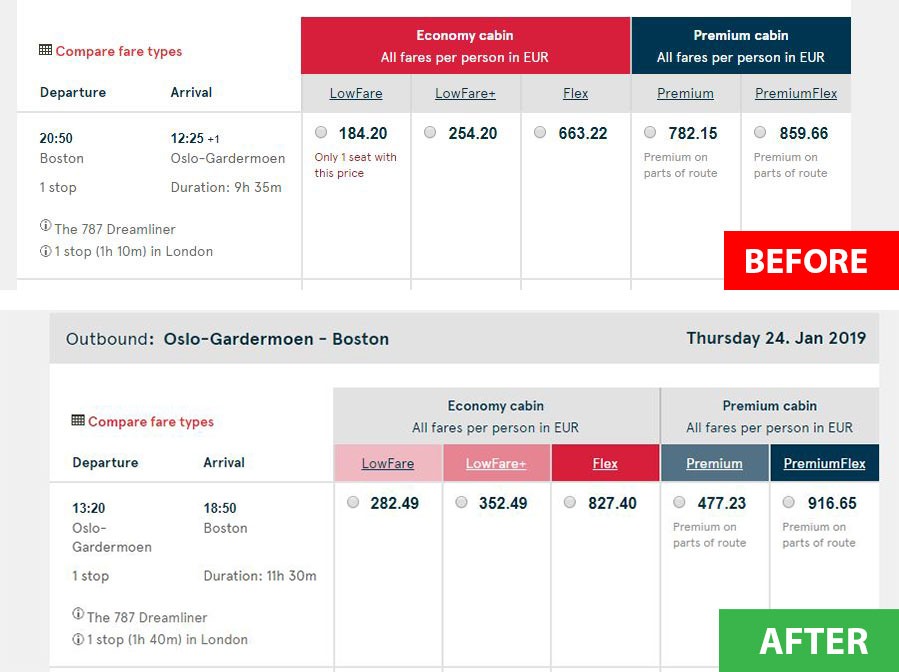 Economy cabin
All fares per person in EUR
Premium cabin
All fares per person in EUR
Compare fare types
Departure
Arrival
LowFare
LowFare+
Flex
Premium
PremiumFlex
20:50
Boston
1 stop
12:25 +1
Oslo-Gardermoen
Duration: 9h 35m
184.20
Only 1 seat with
this price
254.20
663.22
782.15
Premium on
parts of route
859.66
Premium on
parts of route
The 787 Dreamliner
1 stop (1h 10m) in London
BEFORE
Outbound: Oslo-Gardermoen - Boston
Thursday 24. Jan 2019
Economy cabin
All fares per person in EUR
Premium cabin
All fares per person in EUR
Compare fare types
Departure
Arrival
LowFare
LowFare+
Flex
Premium
PremiumFlex
13:20
Oslo-
Gardermoen
1 stop
18:50
Boston
Duration: 11h 30m
282.49
352.49
827.40
477.23
Premium on
parts of route
916.65
Premium on
parts of route
The 787 Dreamliner
1 stop (1h 40m) in London
AFTER